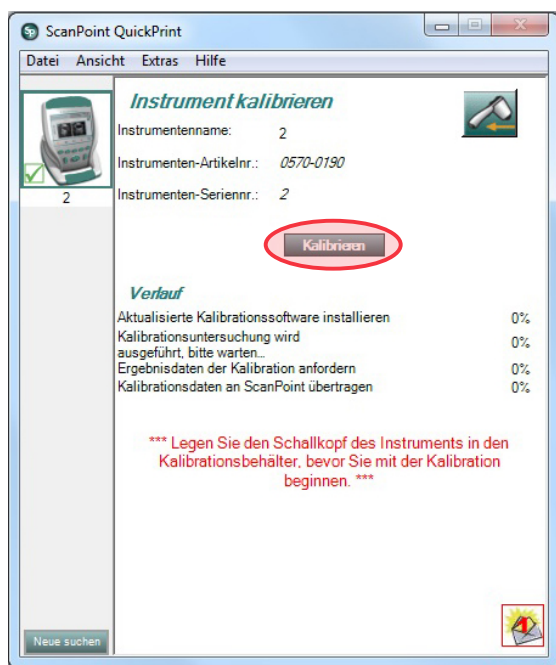 ScanPoint QuickPrint
Datei Ansicht Extras Hilfe
Instrument kalibrieren
Instrumentenname: 2
Instrumenten-Artikelnr.: 0570-0190
2
Instrumenten-Seriennr.: 2
Kalibrieren
Verlauf
Aktualisierte Kalibrationssoftware installieren 0%
Kalibrationsuntersuchung wird
ausgeführt, bitte warten... 0%
Ergebnisdaten der Kalibration anfordern 0%
Kalibrationsdaten an ScanPoint übertragen 0%
*** Legen Sie den Schallkopf des Instruments in den
Kalibrationsbehälter, bevor Sie mit der Kalibration
beginnen. ***
Neue suchen